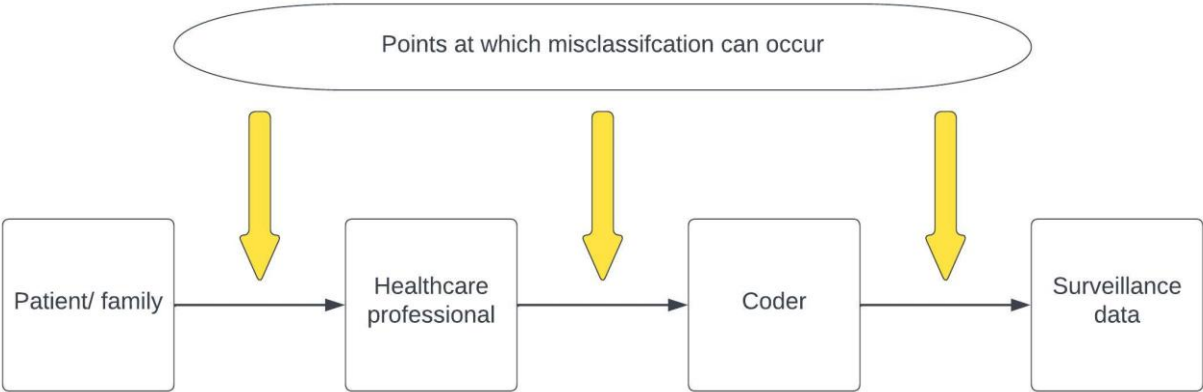 Points at which misclassifcation can occur
Patient/ family
Healthcare
professional
Coder
Surveillance
data